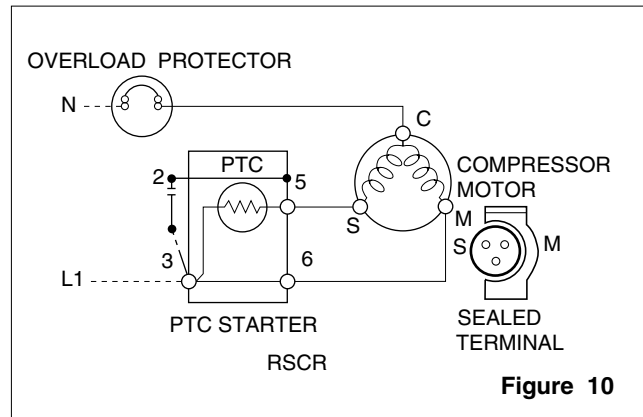 OVERLOAD PROTECTOR
N
C
PTC
2
5
COMPRESSOR
MOTOR
S
M
S
M
3
6
L1
PTC STARTER
SEALED
TERMINAL
RSCR
Figure 10